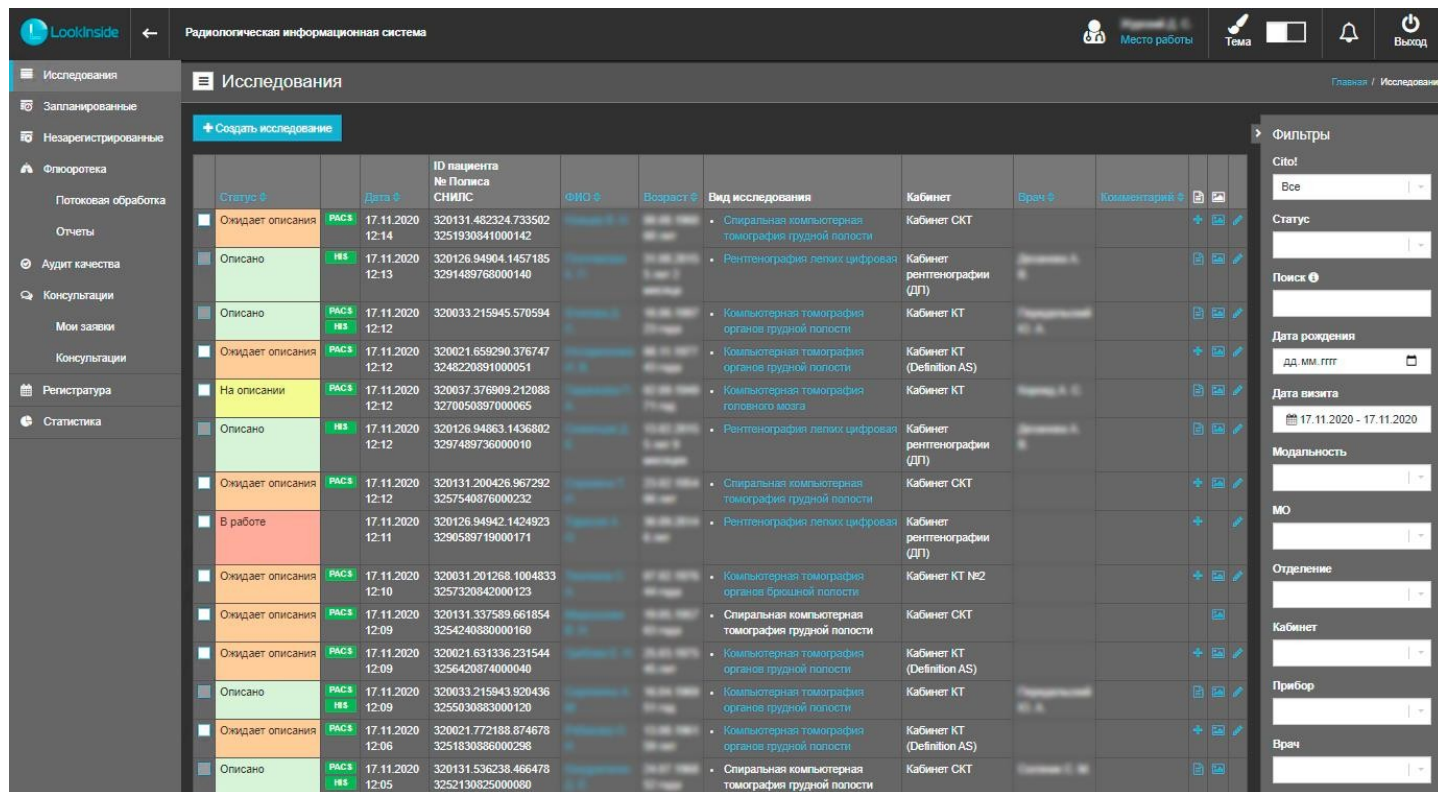 LookInside
Радиологическая информационная система
Место работы
Тема
Выход
Исследования
Запланированные
Незарегистрированные
Флюоротека
Потоковая обработка
Отчеты
Аудит качества
Консультации
Мои заявки
Консультации
Регистратура
Статистика
Исследования
Главная / Исследовани
+ Создать исследование
Статус Дата ID пациента
№ Полиса
СНИЛС ФИО Возраст Вид исследования Кабинет Врач Комментарий
Ожидает описания PACS 17.11.2020 320131.482324.733502 • Спиральная компьютерная Кабинет СКТ
12:14 3251930841000142 томография грудной полости
Описано HIS 17.11.2020 320126.94904.1457185 • Рентгенография легких цифровая Кабинет
12:13 3291489768000140 рентгенографии
(ДП)
Описано PACS 17.11.2020 320033.215945.570594 • Компьютерная томография Кабинет КТ
HIS 12:12 органов грудной полости
Ожидает описания PACS 17.11.2020 320021.659290.376747 • Компьютерная томография Кабинет КТ
12:12 3248220891000051 органов грудной полости (Definition AS)
На описании PACS 17.11.2020 320037.376909.212088 • Компьютерная томография Кабинет КТ
12:12 3270050897000065 головного мозга
Описано HIS 17.11.2020 320126.94863.1436802 • Рентгенография легких цифровая Кабинет
12:12 3297489736000010 рентгенографии
(ДП)
Ожидает описания PACS 17.11.2020 320131.200426.967292 • Спиральная компьютерная Кабинет СКТ
12:12 3257540876000232 томография грудной полости
В работе 17.11.2020 320126.94942.1424923 • Рентгенография легких цифровая Кабинет
12:11 3290589719000171 рентгенографии
(ДП)
Ожидает описания PACS 17.11.2020 320031.201268.1004833 • Компьютерная томография Кабинет КТ №2
12:10 3257320842000123 органов брюшной полости
Ожидает описания PACS 17.11.2020 320131.337589.661854 • Спиральная компьютерная Кабинет СКТ
12:09 3254240880000160 томография грудной полости
Ожидает описания PACS 17.11.2020 320021.631336.231544 • Компьютерная томография Кабинет КТ
12:09 3256420874000040 органов грудной полости (Definition AS)
Описано PACS 17.11.2020 320033.215943.920436 • Компьютерная томография Кабинет КТ
HIS 12:09 3255030883000120 органов грудной полости
Ожидает описания PACS 17.11.2020 320021.772188.874678 • Компьютерная томография Кабинет КТ
12:06 3251830886000298 органов грудной полости (Definition AS)
Описано PACS 17.11.2020 320131.536238.466478 • Спиральная компьютерная Кабинет СКТ
HIS 12:05 3252130825000080 томография грудной полости
Фильтры
Cito!
Все
Статус
Поиск
Дата рождения
дд.мм.гггг
Дата визита
17.11.2020 - 17.11.2020
Модальность
МО
Отделение
Кабинет
Прибор
Врач